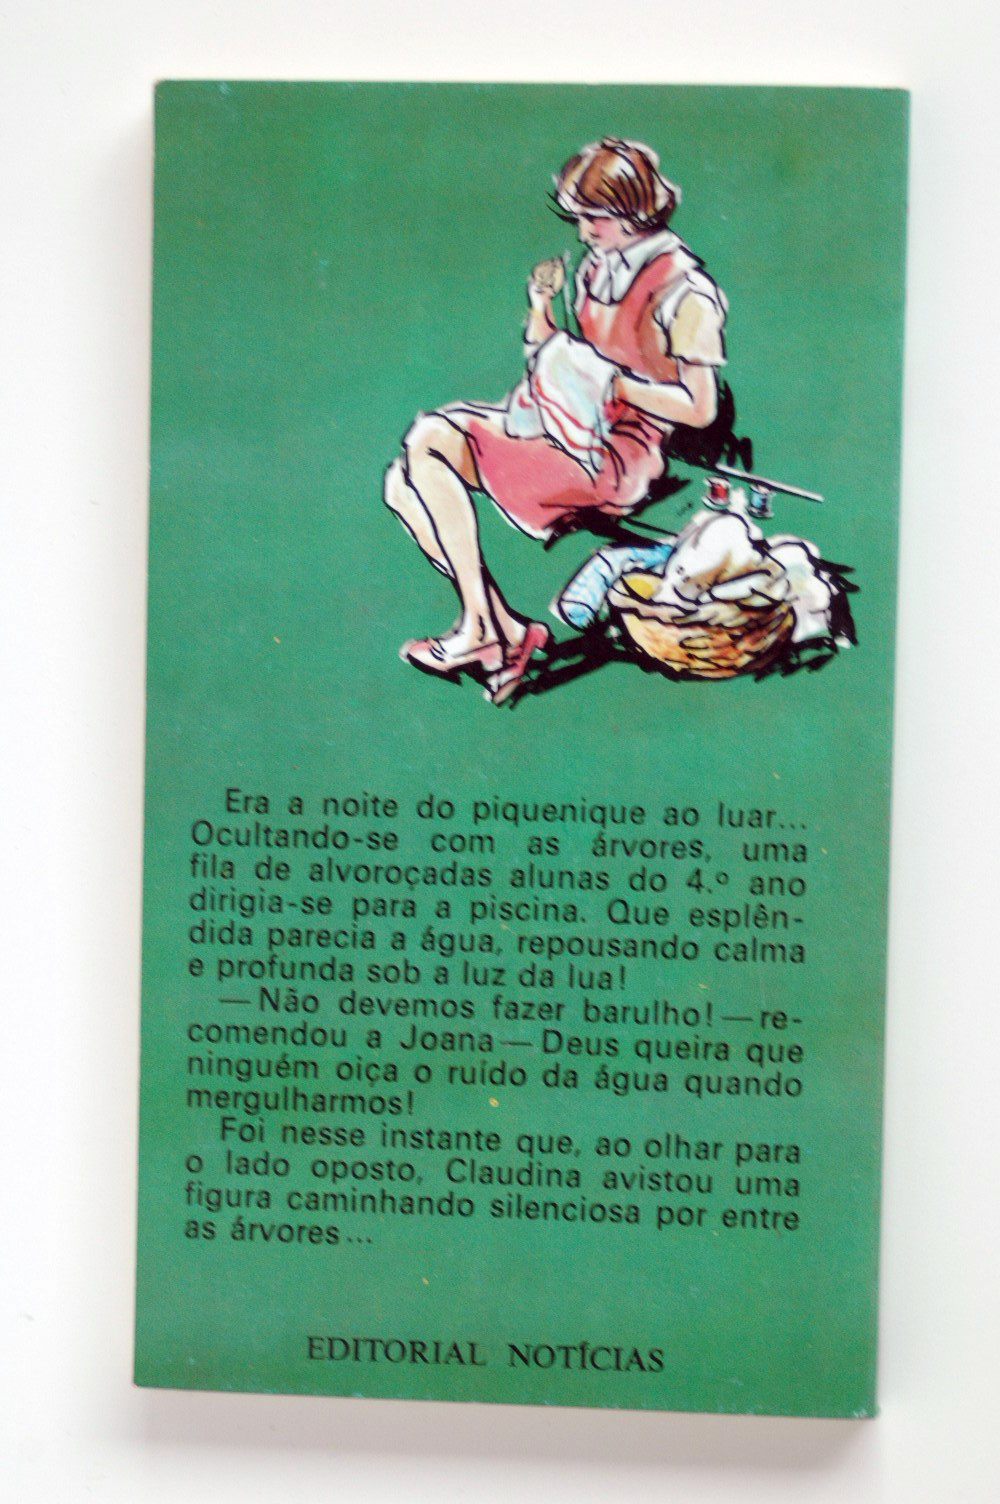 Era a noite do piquenique ao luar...
Ocultando-se com as árvores, uma
fila de alvoroçadas alunas do 4.º ano
dirigia-se para a piscina. Que esplên-
dida parecia a água, repousando calma
e profunda sob a luz da lua!
— Não devemos fazer barulho! — re-
comendou a Joana — Deus queira que
ninguém oiça o ruído da água quando
mergulharmos!
Foi nesse instante que, ao olhar para
o lado oposto, Claudina avistou uma
figura caminhando silenciosa por entre
as árvores...
EDITORIAL NOTÍCIAS